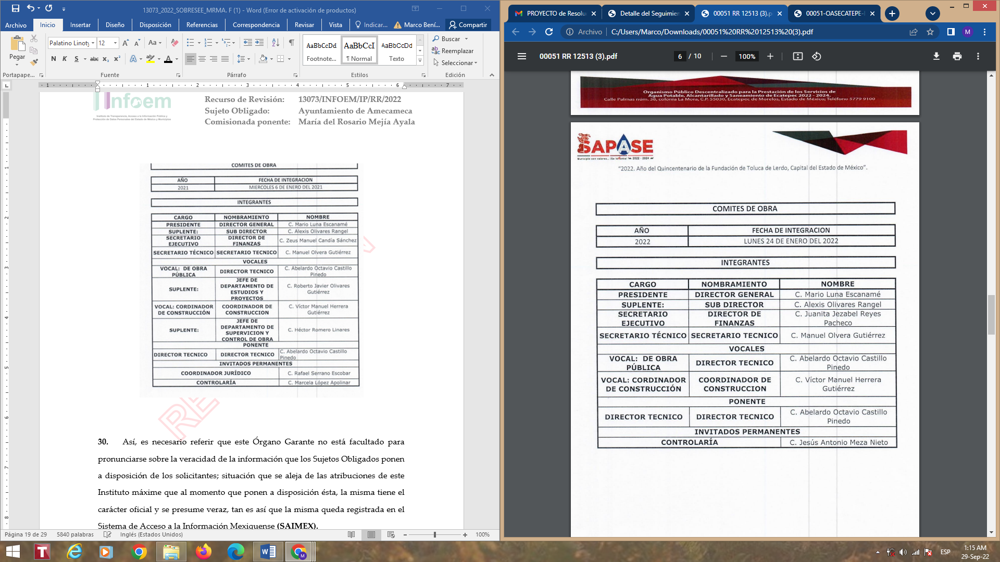 13073_2022_SOBRESEE_MRMA. F (1) - Word (Error de activación de productos)
Archivo Inicio Insertar Diseño Disposición Referencias Correspondencia Revisar Vista Indicar... Marco Bení... Compartir
Palatino Linoty 12
Pegar
Portapape...
Fuente
Párrafo
AaBbCcDd AaBbCcI AaBbCcDd
Footnote... ¶ Normal Texto
Estilos
Buscar
Reemplazar
Seleccionar
Edición
Infoem
Instituto de Transparencia, Acceso a la Información Pública y
Protección de Datos Personales del Estado de México y Municipios
Recurso de Revisión: 13073/INFOEM/IP/RR/2022
Sujeto Obligado: Ayuntamiento de Amecameca
Comisionada ponente: María del Rosario Mejía Ayala
COMITES DE OBRA
AÑO FECHA DE INTEGRACION
2021 MIERCOLES 6 DE ENERO DEL 2021
INTEGRANTES
CARGO NOMBRAMIENTO NOMBRE
PRESIDENTE DIRECTOR GENERAL C. Mario Luna Escanamé
SUPLENTE: SUB DIRECTOR C. Alexis Olivares Rangel
SECRETARIO EJECUTIVO DIRECTOR DE FINANZAS C. Zeus Manuel Candía Sánchez
SECRETARIO TÉCNICO SECRETARIO TECNICO C. Manuel Olvera Gutiérrez
VOCALES
VOCAL: DE OBRA PÚBLICA DIRECTOR TECNICO C. Abelardo Octavio Castillo Pinedo
SUPLENTE: JEFE DE DEPARTAMENTO DE ESTUDIOS Y PROYECTOS C. Roberto Javier Olivares Gutiérrez
VOCAL: CORDINADOR DE CONSTRUCCIÓN COORDINADOR DE CONSTRUCCION C. Víctor Manuel Herrera Gutiérrez
SUPLENTE: JEFE DE DEPARTAMENTO DE SUPERVICION Y CONTROL DE OBRA C. Héctor Romero Linares
PONENTE
DIRECTOR TECNICO DIRECTOR TECNICO C. Abelardo Octavio Castillo Pinedo
INVITADOS PERMANENTES
COORDINADOR JURÍDICO C. Rafael Serrano Escobar
CONTROLARÍA C. Marcela López Apolinar
30. Así, es necesario referir que este Órgano Garante no está facultado para
pronunciarse sobre la veracidad de la información que los Sujetos Obligados ponen
a disposición de los solicitantes; situación que se aleja de las atribuciones de este
Instituto máxime que al momento que ponen a disposición ésta, la misma tiene el
carácter oficial y se presume veraz, tan es así que la misma queda registrada en el
Sistema de Acceso a la Información Mexiquense (SAIMEX).
Página 19 de 29 5840 palabras Inglés (Estados Unidos) 100%
PROYECTO de Resolu Detalle del Seguimien 00051 RR 12513 (3).p 00051-OASECATEPE-
Archivo C:/Users/Marco/Downloads/00051%20RR%2012513%20(3).pdf
00051 RR 12513 (3).pdf 6 / 10 100%
Organismo Público Descentralizado para la Prestación de los Servicios de
Agua Potable, Alcantarillado y Saneamiento de Ecatepec 2022 - 2024.
Calle Palmas núm. 38, colonia La Mora, C.P. 55030, Ecatepec de Morelos, Estado de México; Teléfono 5779 9100
SAPASE
"2022. Año del Quincentenario de la Fundación de Toluca de Lerdo, Capital del Estado de México".
COMITES DE OBRA
AÑO FECHA DE INTEGRACION
2022 LUNES 24 DE ENERO DEL 2022
INTEGRANTES
CARGO NOMBRAMIENTO NOMBRE
PRESIDENTE DIRECTOR GENERAL C. Mario Luna Escanamé
SUPLENTE: SUB DIRECTOR C. Alexis Olivares Rangel
SECRETARIO EJECUTIVO DIRECTOR DE FINANZAS C. Juanita Jezabel Reyes Pacheco
SECRETARIO TÉCNICO SECRETARIO TECNICO C. Manuel Olvera Gutiérrez
VOCALES
VOCAL: DE OBRA PÚBLICA DIRECTOR TECNICO C. Abelardo Octavio Castillo Pinedo
VOCAL: CORDINADOR DE CONSTRUCCIÓN COORDINADOR DE CONSTRUCCION C. Víctor Manuel Herrera Gutiérrez
PONENTE
DIRECTOR TECNICO DIRECTOR TECNICO C. Abelardo Octavio Castillo Pinedo
INVITADOS PERMANENTES
CONTROLARÍA C. Jesús Antonio Meza Nieto
ESP
1:15 AM
29-Sep-22